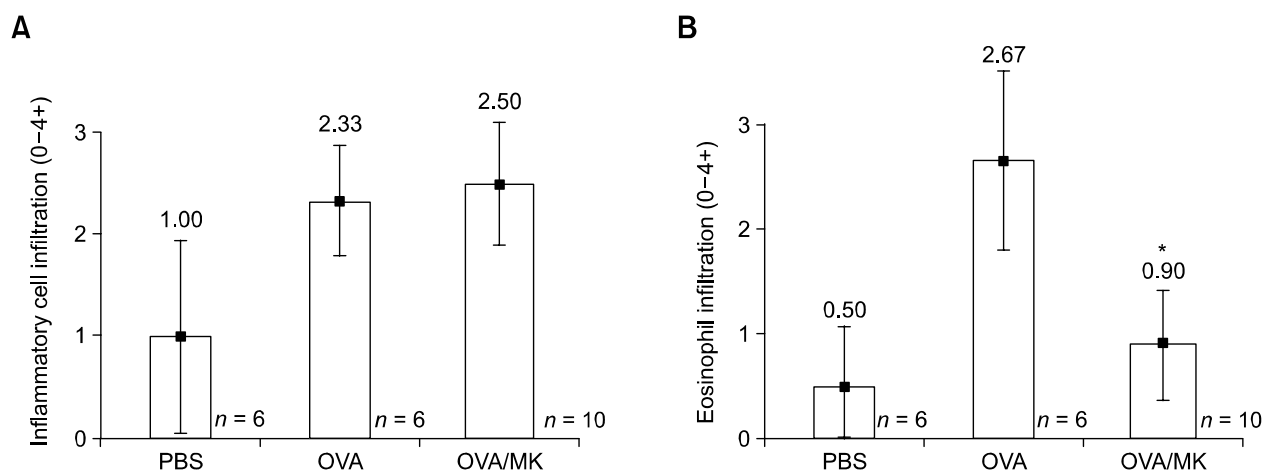 A
Inflammatory cell infiltration (0–4+)
3
2
1
0
1.00
2.33
2.50
n = 6
n = 6
n = 10
PBS
OVA
OVA/MK
B
Eosinophil infiltration (0–4+)
3
2
1
0
0.50
2.67
*
0.90
n = 6
n = 6
n = 10
PBS
OVA
OVA/MK